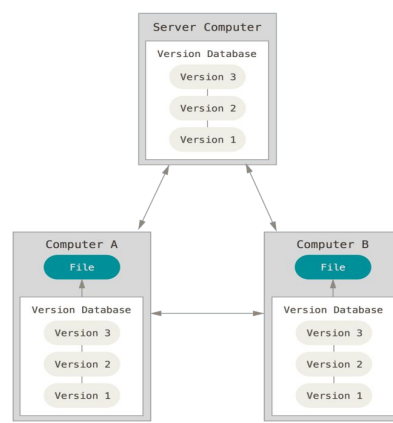 Server Computer
Version Database
Version 3
Version 2
Version 1
Computer A
File
Version Database
Version 3
Version 2
Version 1
Computer B
File
Version Database
Version 3
Version 2
Version 1